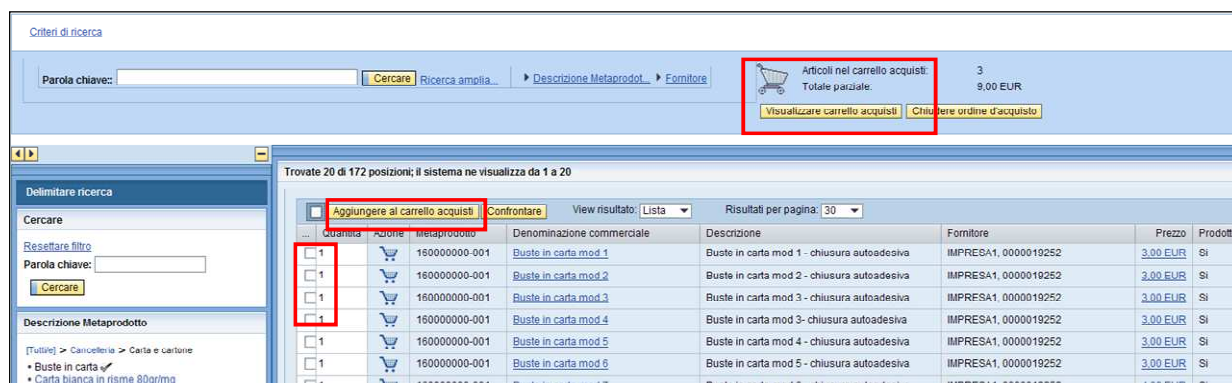 Criteri di ricerca
Parola chiave:: Cercare Ricerca amplia... Descrizione Metaprodot... Fornitore
Articoli nel carrello acquisti: 3
Totale parziale: 9,00 EUR
Visualizzare carrello acquisti Chiudere ordine d'acquisto
Trovate 20 di 172 posizioni; il sistema ne visualizza da 1 a 20
Delimitare ricerca
Cercare
Resettare filtro
Parola chiave:
Cercare
Descrizione Metaprodotto
[Tutti/e] > Cancelleria > Carta e cartone
• Buste in carta
• Carta bianca in risme 80gr/mg
Aggiungere al carrello acquisti Confrontare View risultato: Lista Risultati per pagina: 30
... Quantità Azione Metaprodotto Denominazione commerciale Descrizione Fornitore Prezzo Prodott
1 160000000-001 Buste in carta mod 1 Buste in carta mod 1 - chiusura autoadesiva IMPRESA1, 0000019252 3,00 EUR Si
1 160000000-001 Buste in carta mod 2 Buste in carta mod 2 - chiusura autoadesiva IMPRESA1, 0000019252 3,00 EUR Si
1 160000000-001 Buste in carta mod 3 Buste in carta mod 3 - chiusura autoadesiva IMPRESA1, 0000019252 3,00 EUR Si
1 160000000-001 Buste in carta mod 4 Buste in carta mod 3- chiusura autoadesiva IMPRESA1, 0000019252 3,00 EUR Si
1 160000000-001 Buste in carta mod 5 Buste in carta mod 4 - chiusura autoadesiva IMPRESA1, 0000019252 3,00 EUR Si
1 160000000-001 Buste in carta mod 6 Buste in carta mod 5 - chiusura autoadesiva IMPRESA1, 0000019252 3,00 EUR Si